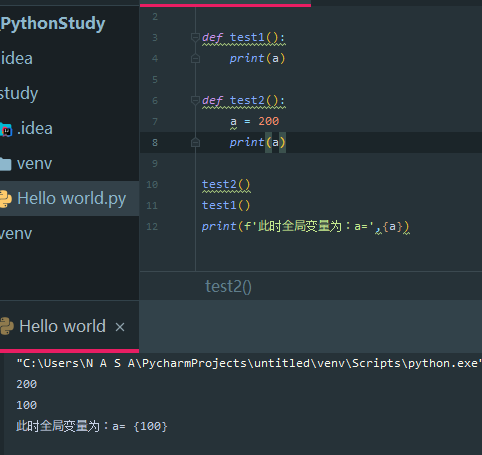 PythonStudy
.idea
study
.idea
venv
Hello world.py
venv
2
3 def test1():
4 print(a)
5
6 def test2():
7 a = 200
8 print(a)
9
10 test2()
11 test1()
12 print(f'此时全局变量为：a=',{a})
test2()
Hello world ×
"C:\Users\N A S A\PycharmProjects\untitled\venv\Scripts\python.exe"
200
100
此时全局变量为：a= {100}